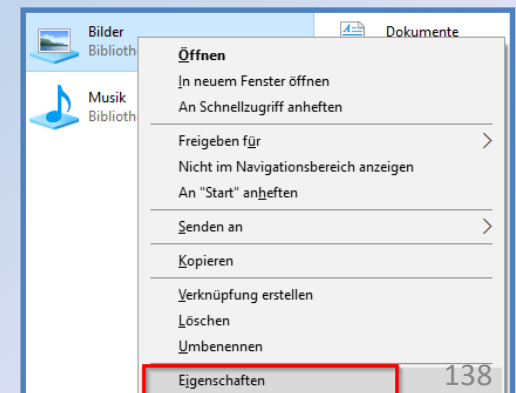 Bilder
Biblioth
Dokumente
Musik
Biblioth
Öffnen
In neuem Fenster öffnen
An Schnellzugriff anheften
Freigeben für
Nicht im Navigationsbereich anzeigen
An "Start" anheften
Senden an
Kopieren
Verknüpfung erstellen
Löschen
Umbenennen
Eigenschaften
138